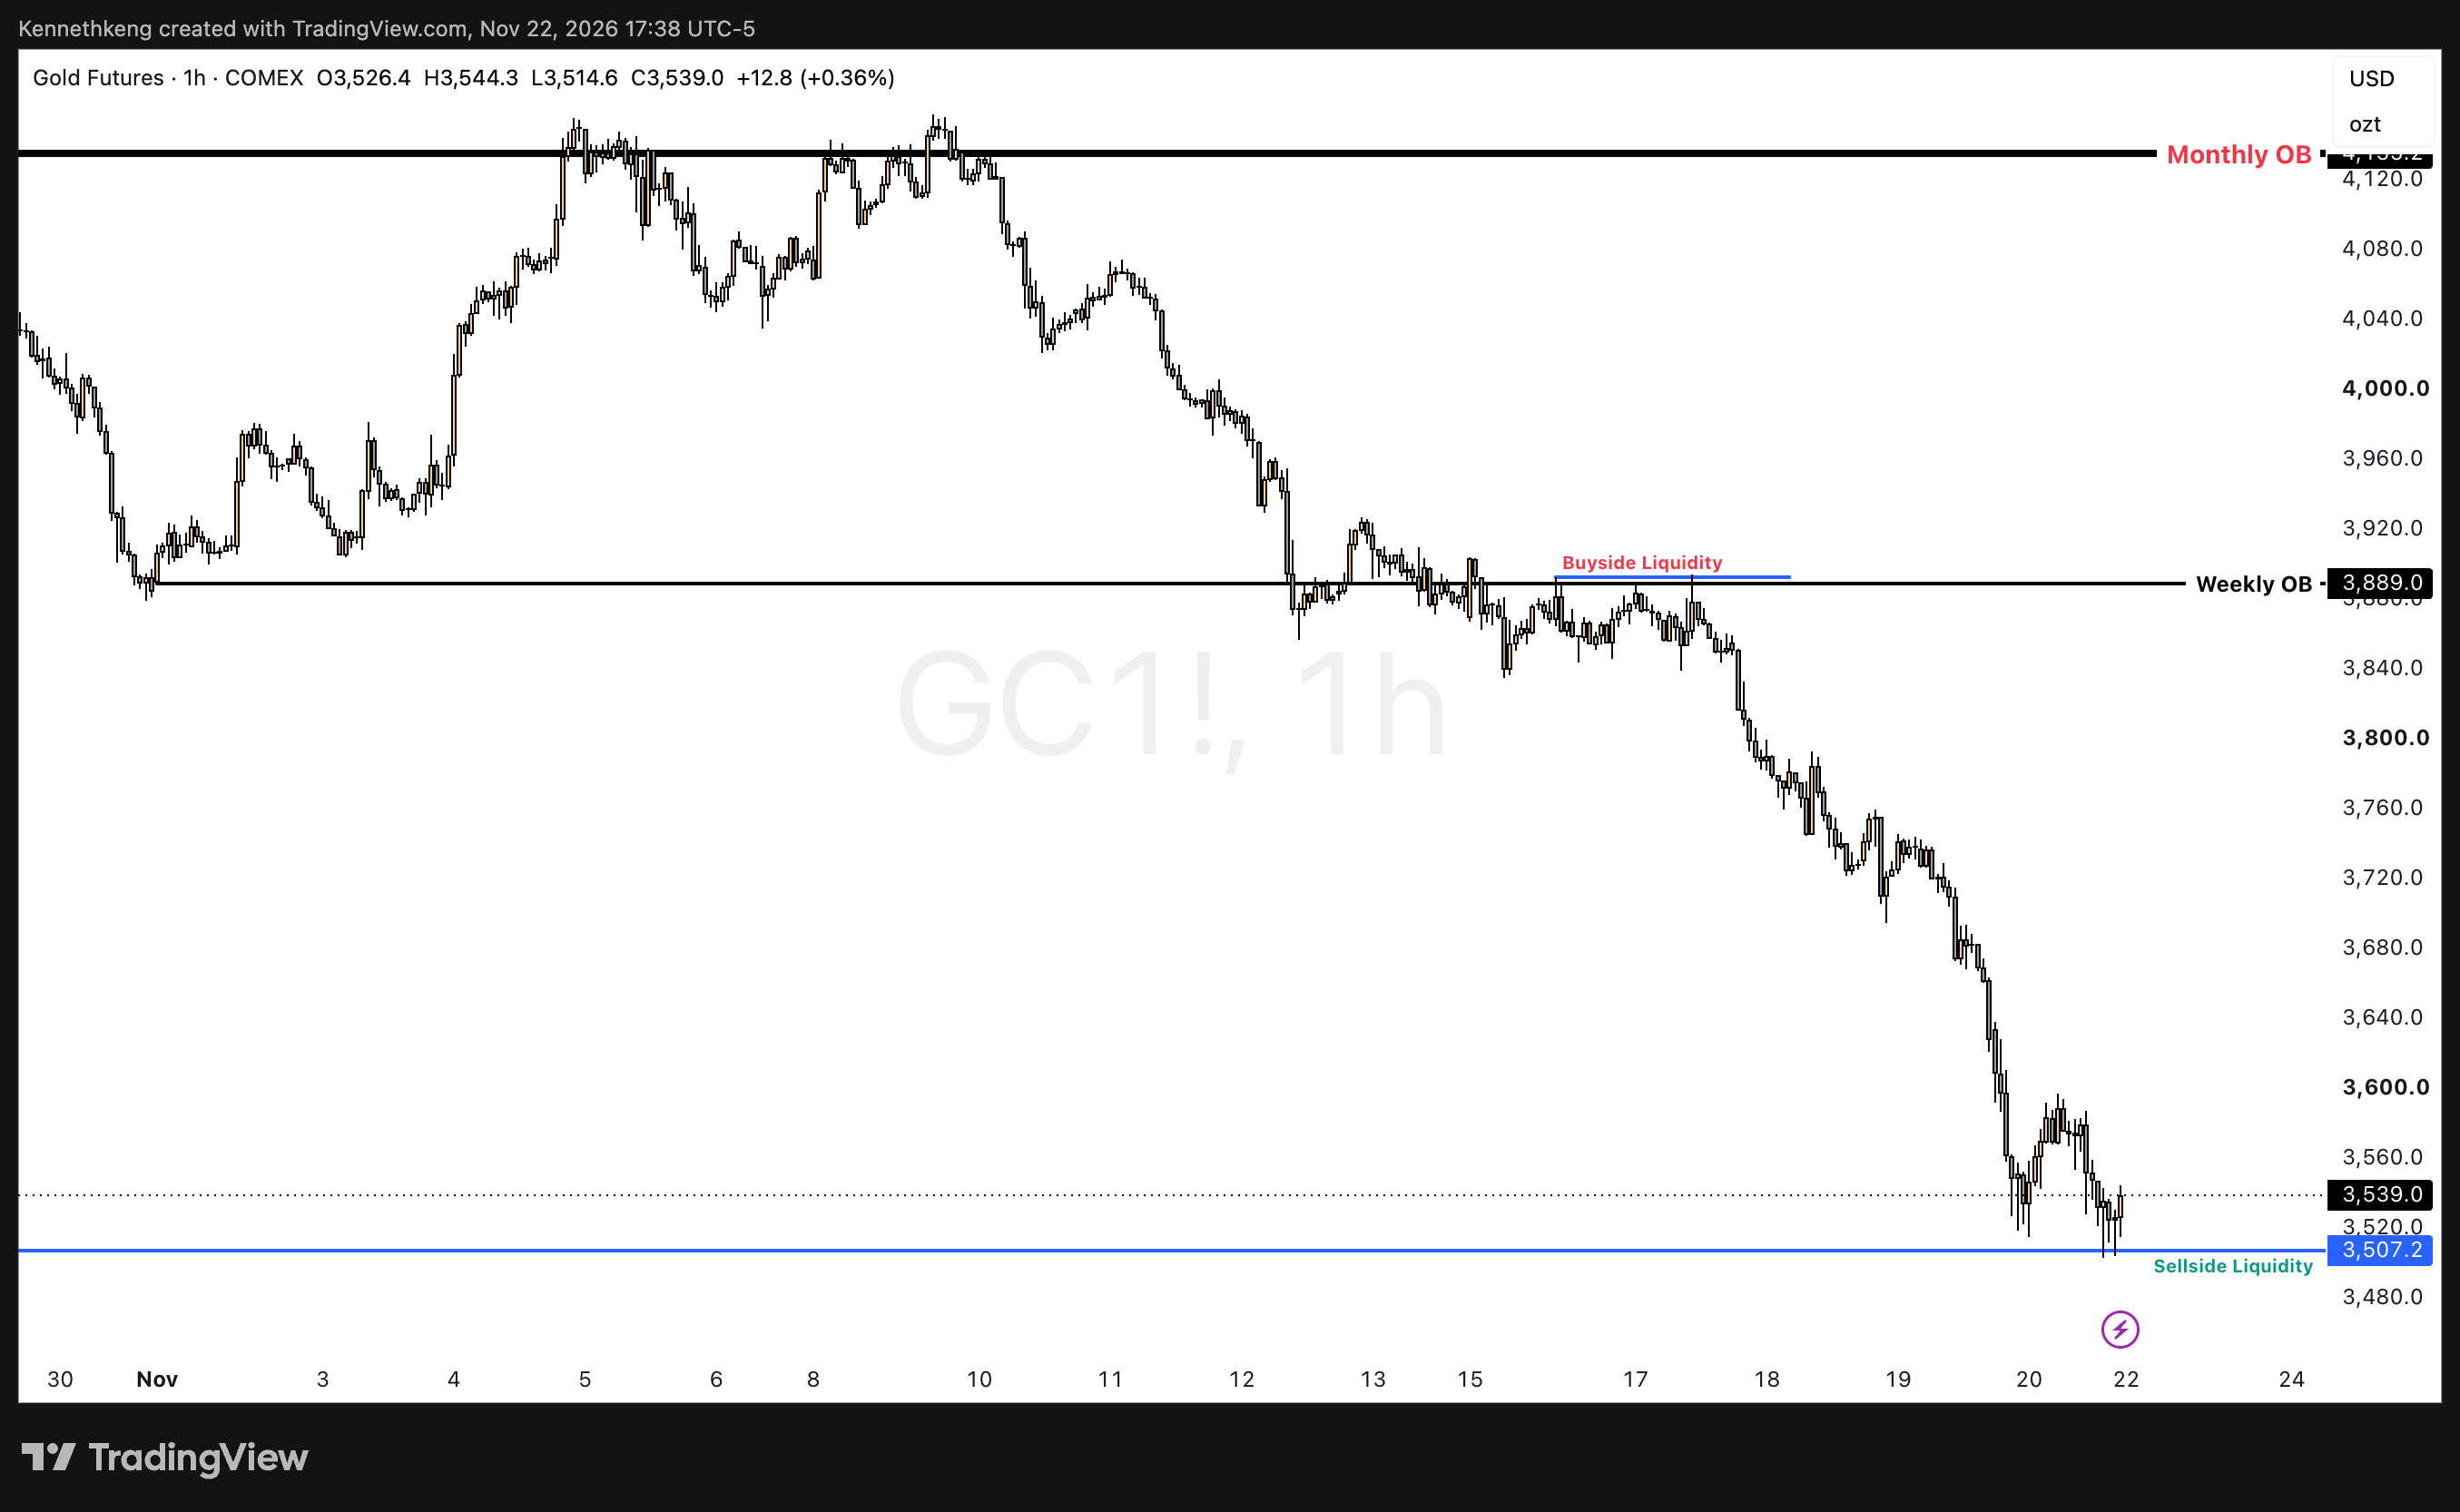 Kennethkeng created with TradingView.com, Nov 22, 2026 17:38 UTC-5
Gold Futures · 1h · COMEX O3,526.4 H3,544.3 L3,514.6 C3,539.0 +12.8 (+0.36%)
USD
ozt
Monthly OB
4,120.0
4,080.0
4,040.0
4,000.0
3,960.0
3,920.0
Buyside Liquidity
Weekly OB 3,889.0
3,880.0
3,840.0
GC1!, 1h
3,800.0
3,760.0
3,720.0
3,680.0
3,640.0
3,600.0
3,560.0
3,539.0
3,520.0
3,507.2
Sellside Liquidity
3,480.0
30 Nov 3 4 5 6 8 10 11 12 13 15 17 18 19 20 22 24
TradingView